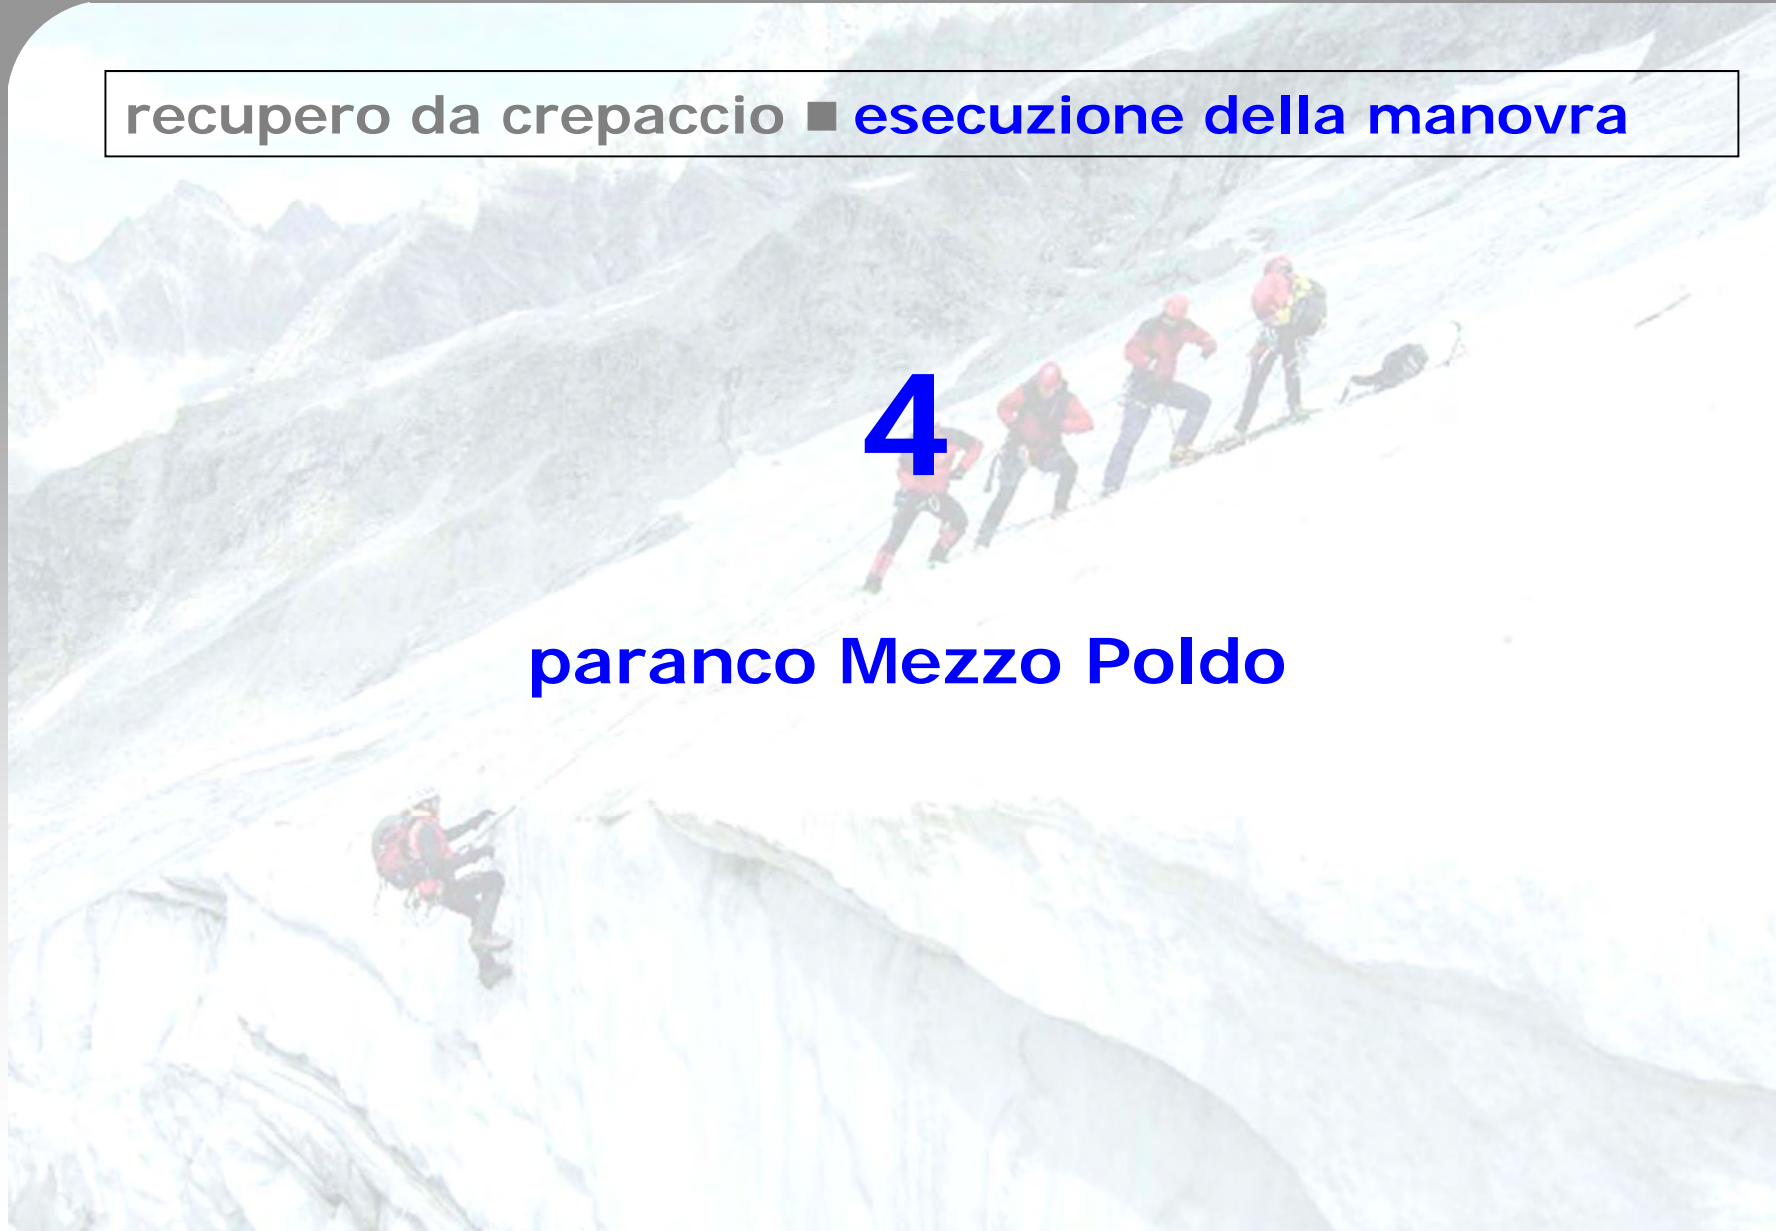 recupero da crepaccio ■ esecuzione della manovra
4
paranco Mezzo Poldo